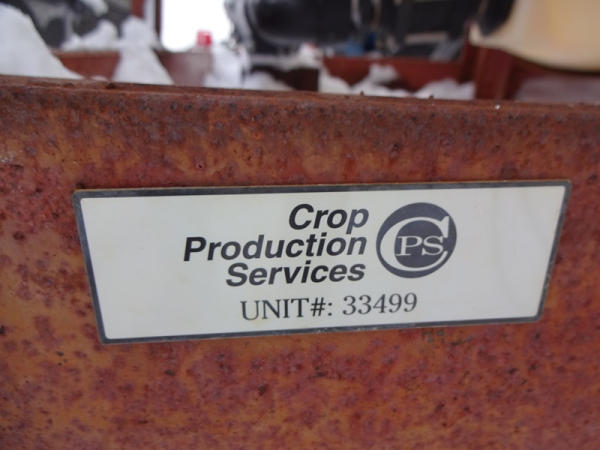 Crop
Production
Services
CPS
UNIT#: 33499